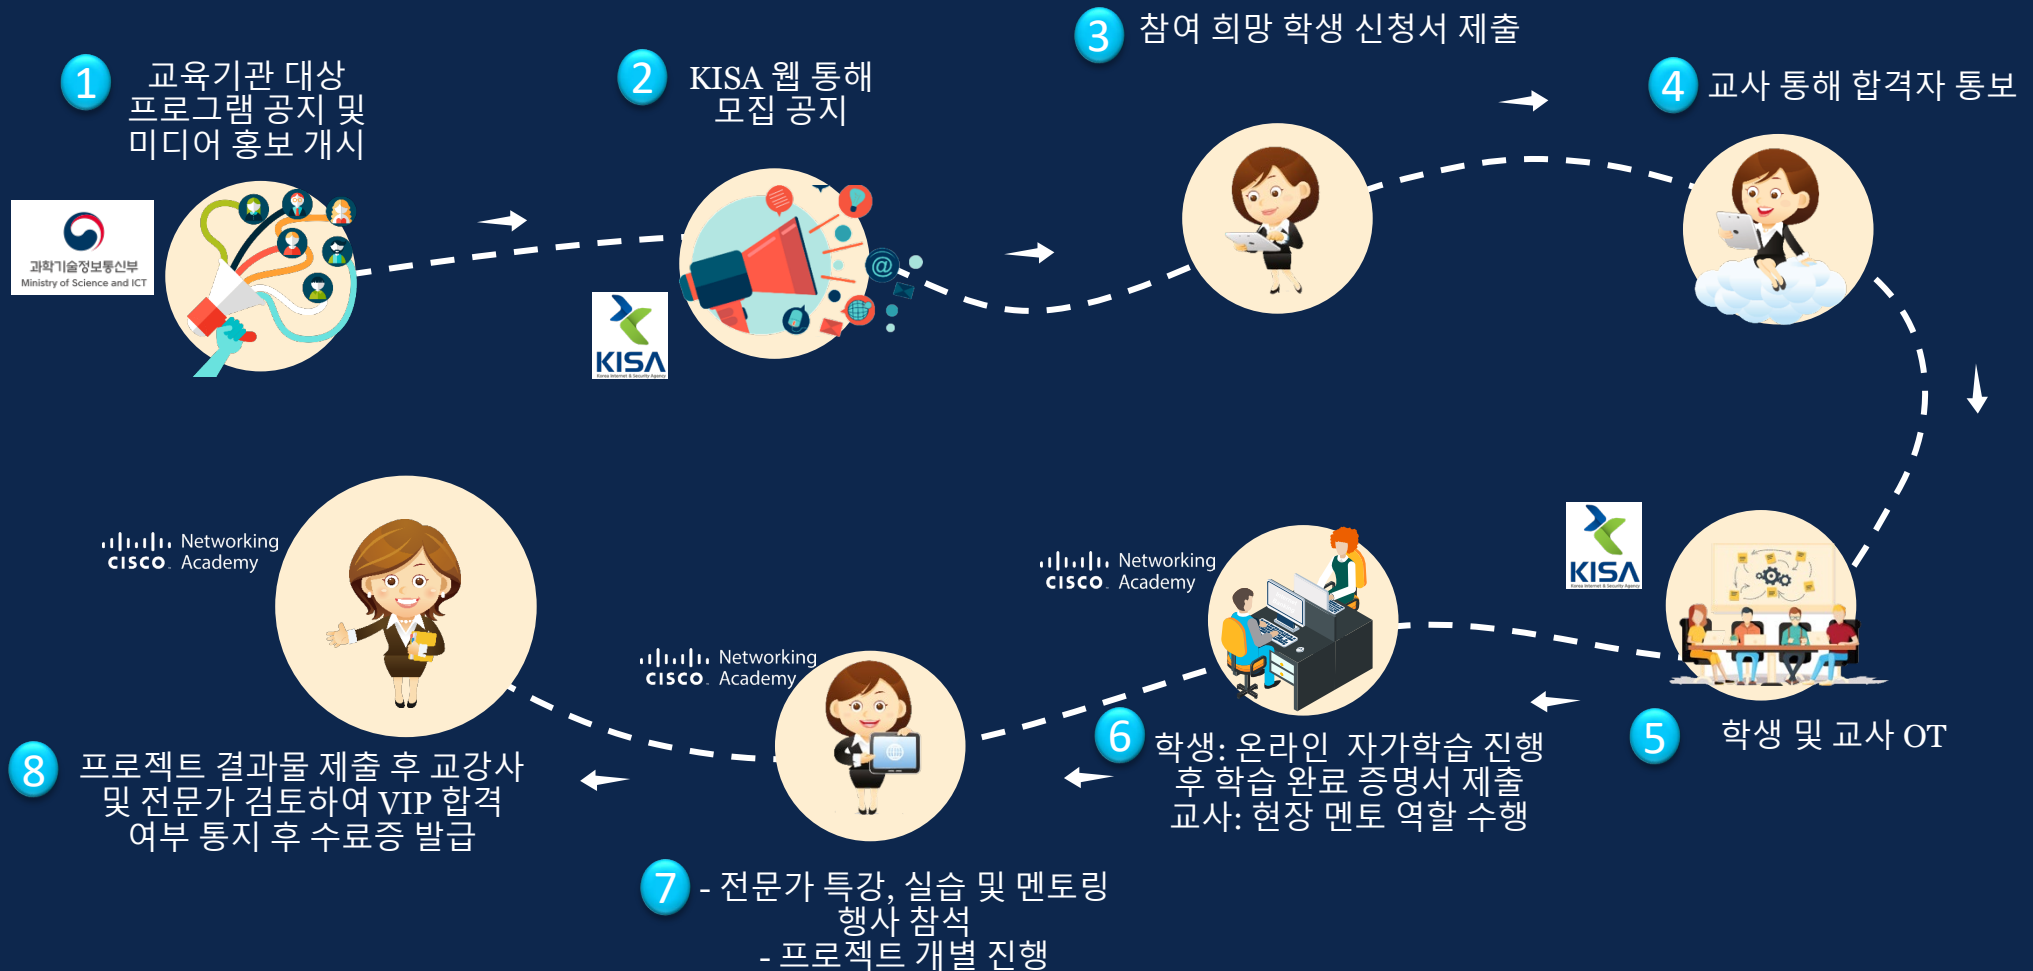 1
교육기관 대상
프로그램 공지 및
미디어 홍보 개시
과학기술정보통신부
Ministry of Science and ICT
2
KISA 웹 통해
모집 공지
KISA
Korea Internet & Security Agency
@
3
참여 희망 학생 신청서 제출
4
교사 통해 합격자 통보
KISA
Korea Internet & Security Agency
5
학생 및 교사 OT
CISCO
Networking
Academy
6
학생: 온라인 자가학습 진행
후 학습 완료 증명서 제출
교사: 현장 멘토 역할 수행
CISCO
Networking
Academy
7
- 전문가 특강, 실습 및 멘토링
행사 참석
- 프로젝트 개별 진행
CISCO
Networking
Academy
8
프로젝트 결과물 제출 후 교강사
및 전문가 검토하여 VIP 합격
여부 통지 후 수료증 발급